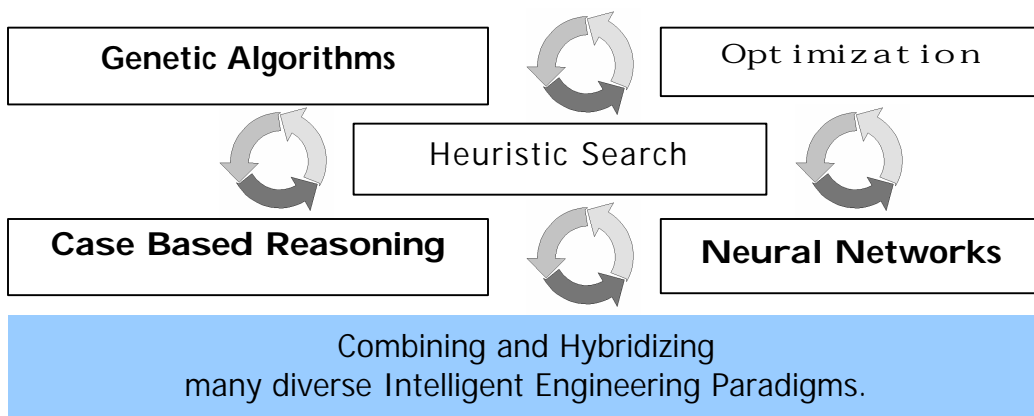 Genetic Algorithms
Optimization
Heuristic Search
Case Based Reasoning
Neural Networks
Combining and Hybridizing
many diverse Intelligent Engineering Paradigms.